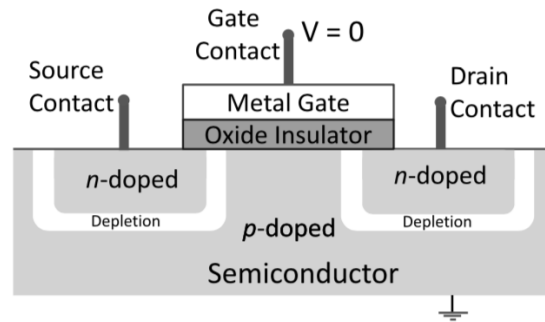 Gate
Contact
V = 0
Source
Contact
Drain
Contact
Metal Gate
Oxide Insulator
n-doped
n-doped
Depletion
Depletion
p-doped
Semiconductor